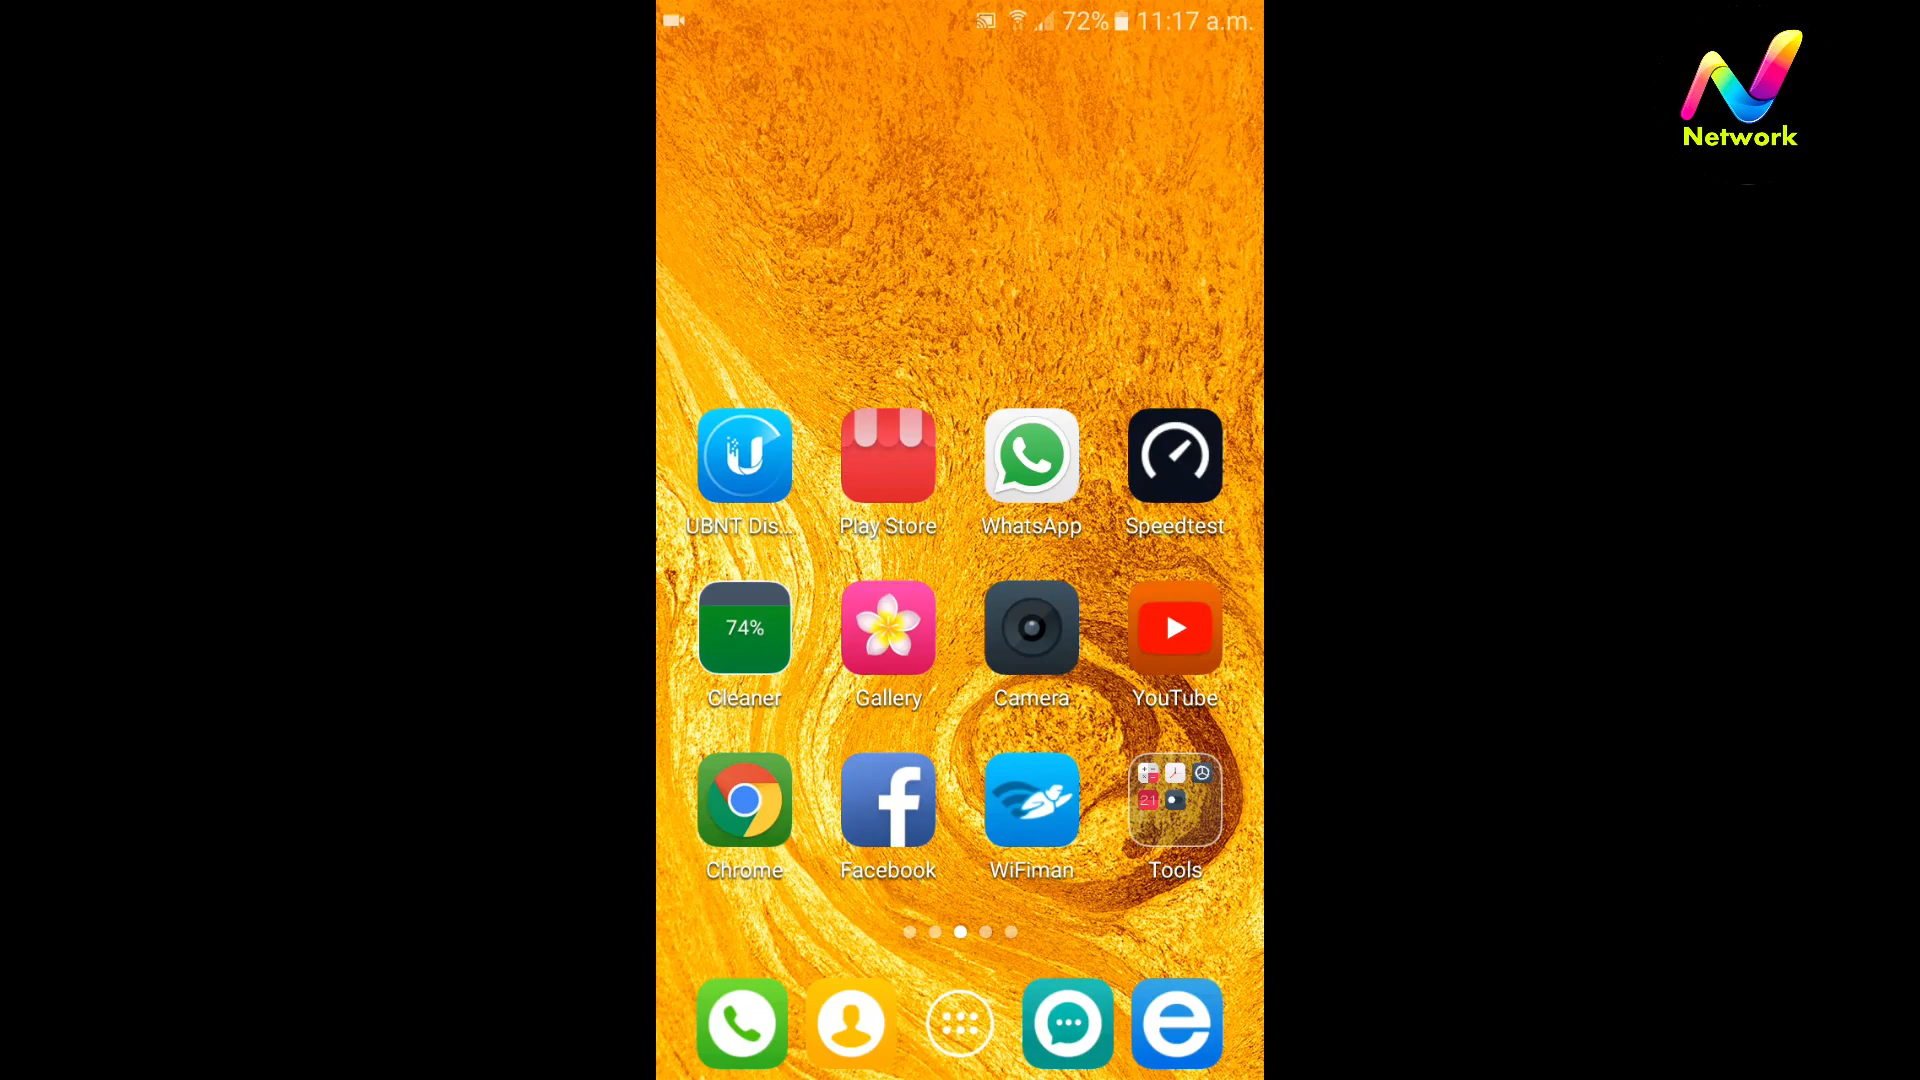 72% 11:17 a.m.
Network
UBNT Dis... Play Store WhatsApp Speedtest
74%
Cleaner Gallery Camera YouTube
21
Chrome Facebook WiFiman Tools